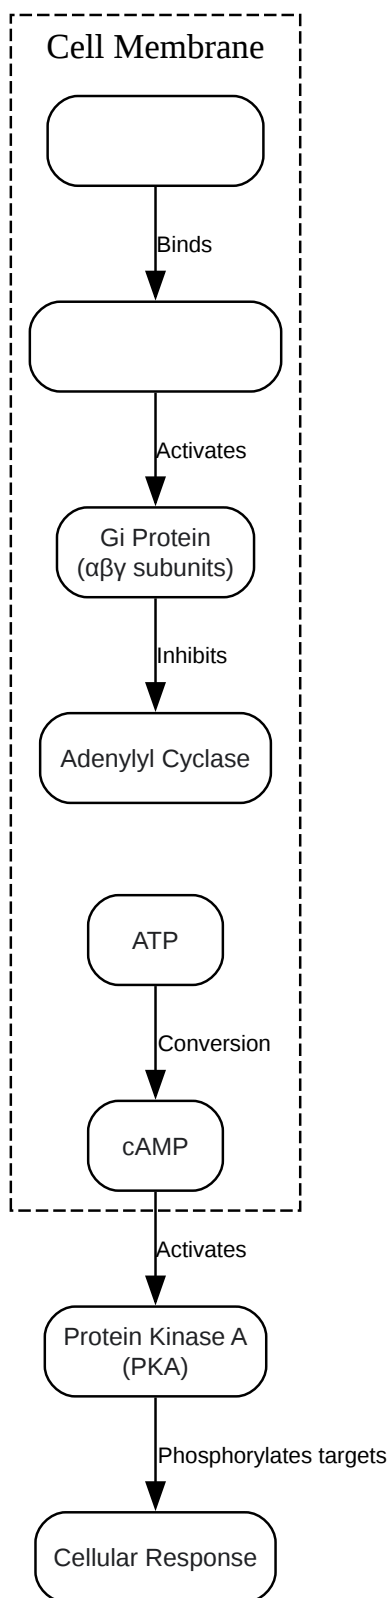 Cell Membrane
Binds
Activates
Gi Protein
(αβγ subunits)
Inhibits
Adenylyl Cyclase
ATP
Conversion
cAMP
Activates
Protein Kinase A
(PKA)
Phosphorylates targets
Cellular Response